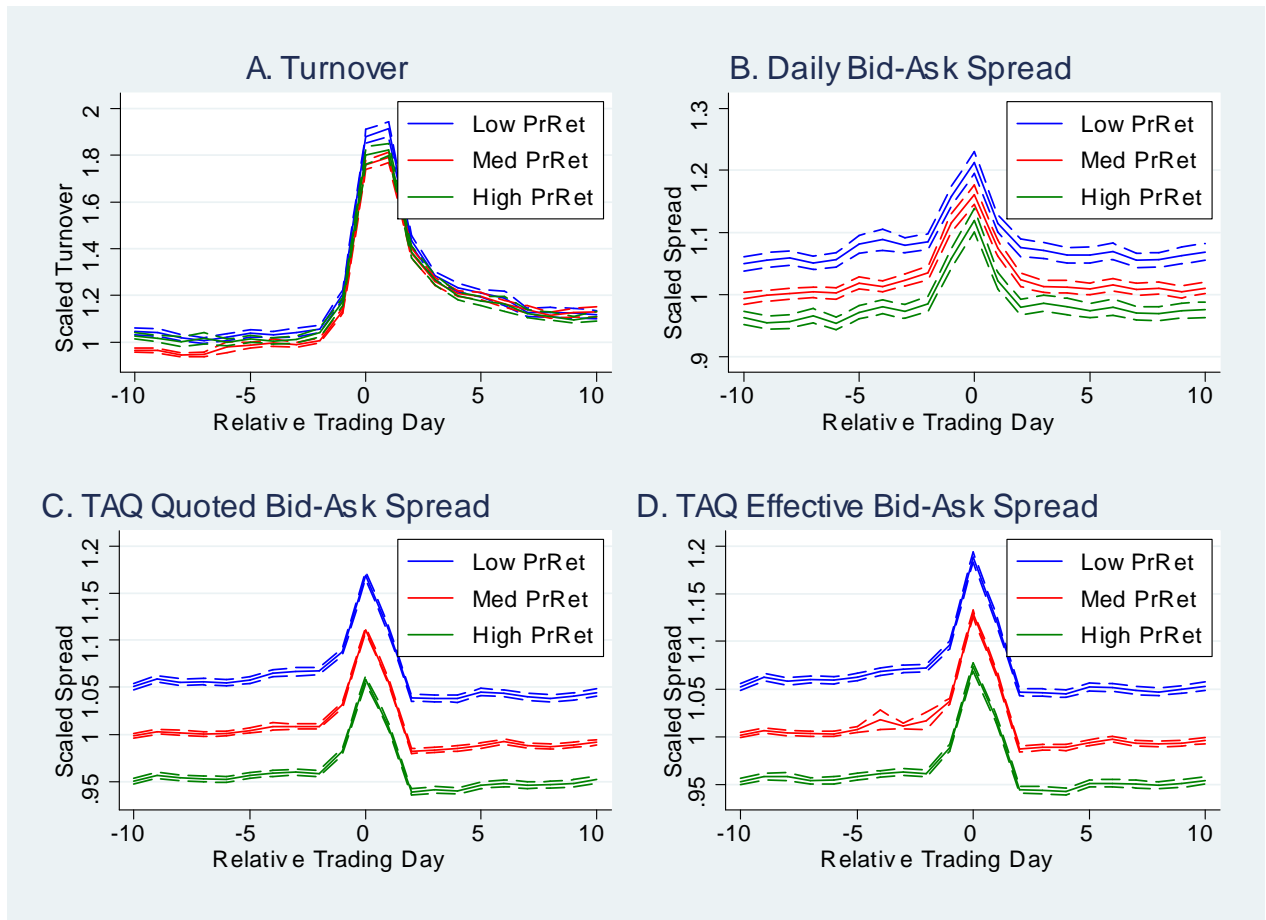 A. Turnover
Scaled Turnover
1 1.2 1.4 1.6 1.8 2
-10 -5 0 5 10
Relative Trading Day
Low PrRet
Med PrRet
High PrRet
B. Daily Bid-Ask Spread
Scaled Spread
.9 1 1.1 1.2 1.3
-10 -5 0 5 10
Relative Trading Day
Low PrRet
Med PrRet
High PrRet
C. TAQ Quoted Bid-Ask Spread
Scaled Spread
.95 1 1.05 1.1 1.15 1.2
-10 -5 0 5 10
Relative Trading Day
Low PrRet
Med PrRet
High PrRet
D. TAQ Effective Bid-Ask Spread
Scaled Spread
.95 1 1.05 1.1 1.15 1.2
-10 -5 0 5 10
Relative Trading Day
Low PrRet
Med PrRet
High PrRet